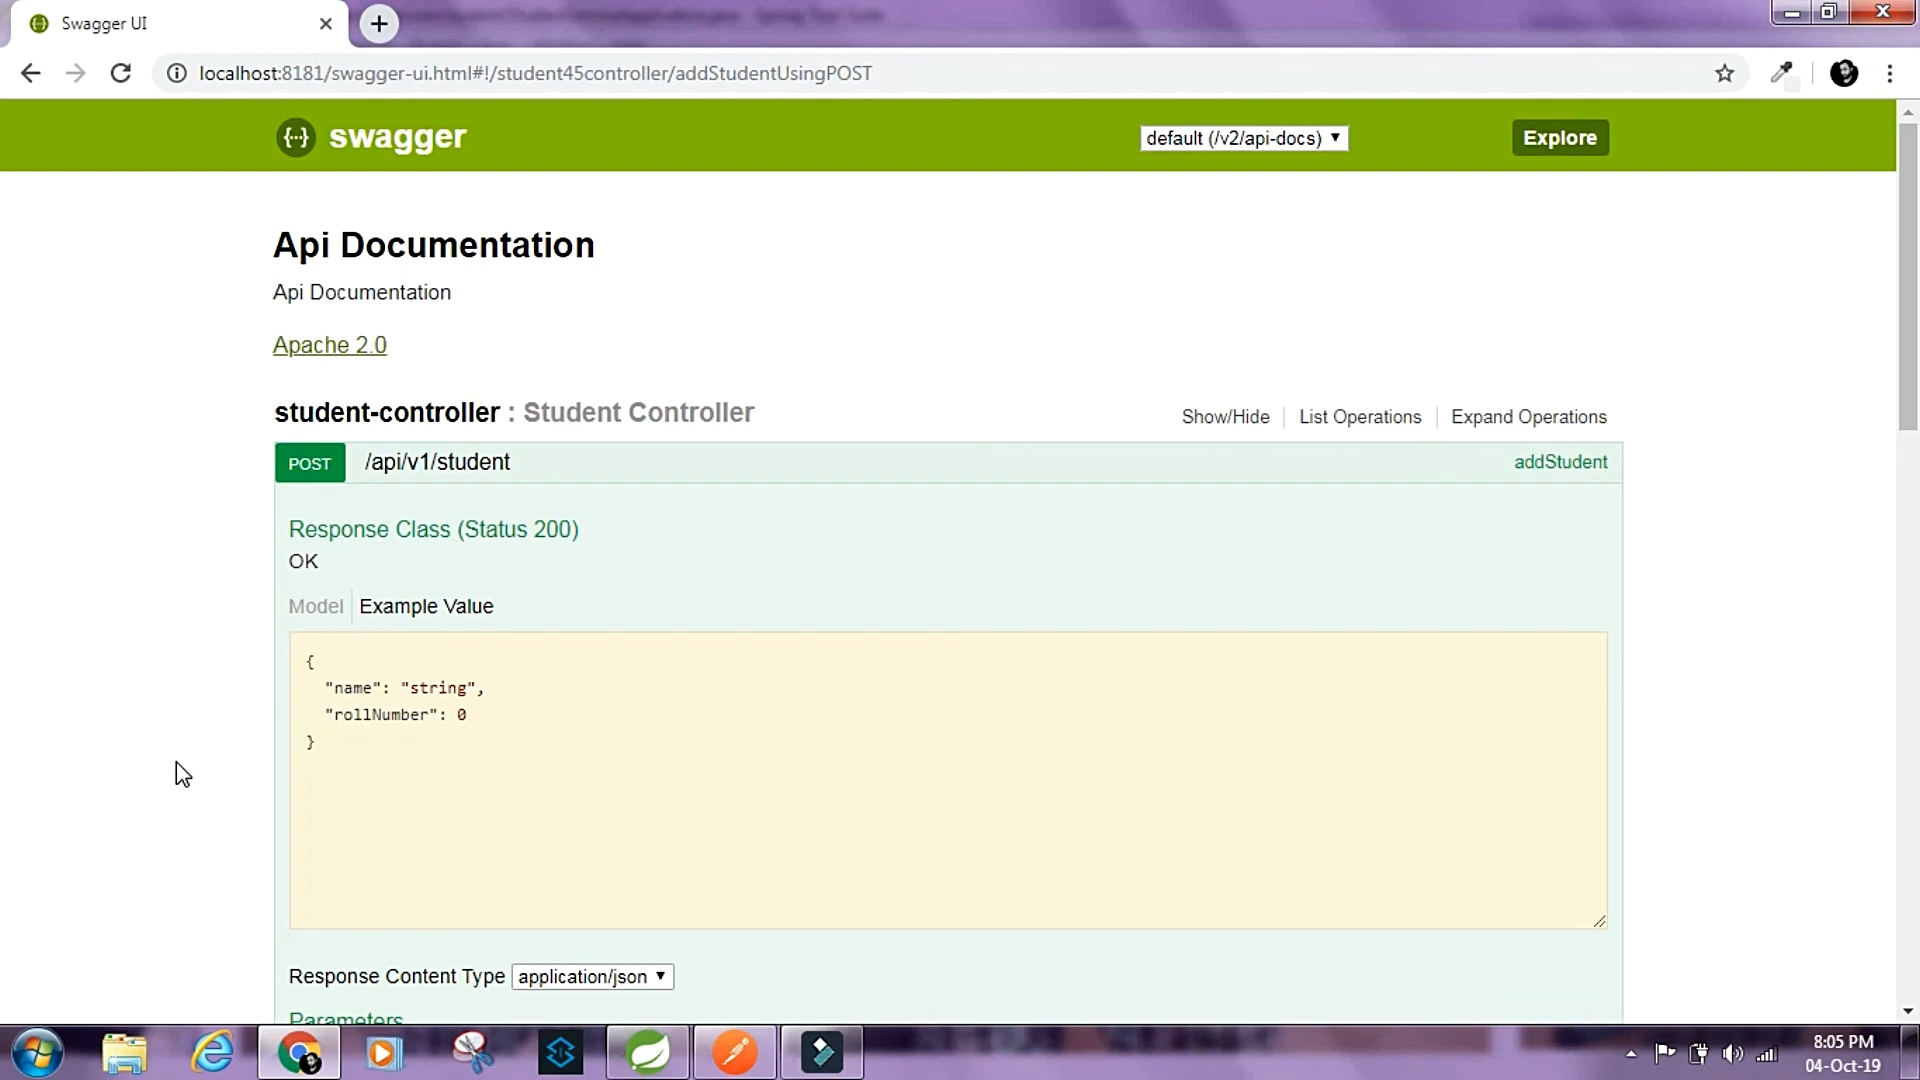 Swagger UI
localhost:8181/swagger-ui.html#!/student45controller/addStudentUsingPOST
swagger
default (/v2/api-docs)
Explore
Api Documentation
Api Documentation
Apache 2.0
student-controller : Student Controller
Show/Hide
List Operations
Expand Operations
POST /api/v1/student
addStudent
Response Class (Status 200)
OK
Model
Example Value
{
"name": "string",
"rollNumber": 0
}
Response Content Type application/json
Parameters
8:05 PM
04-Oct-19